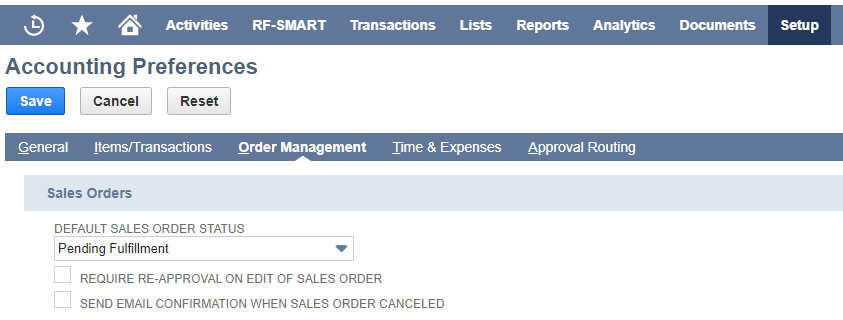 Activities RF-SMART Transactions Lists Reports Analytics Documents Setup
Accounting Preferences
Save Cancel Reset
General Items/Transactions Order Management Time & Expenses Approval Routing
Sales Orders
DEFAULT SALES ORDER STATUS
Pending Fulfillment
REQUIRE RE-APPROVAL ON EDIT OF SALES ORDER
SEND EMAIL CONFIRMATION WHEN SALES ORDER CANCELED